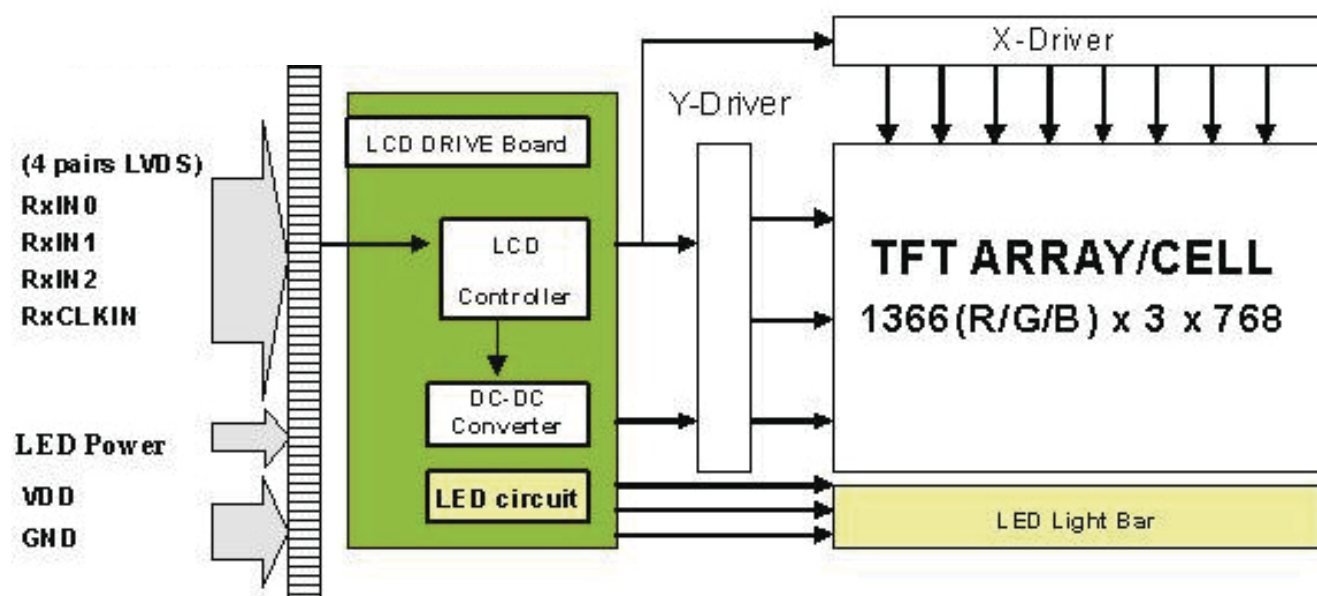 X-Driver
Y-Driver
LCD DRIVE Board
(4 pairs LVDS)
RxIN0
RxIN1
RxIN2
RxCLKIN
LCD
Controller
TFT ARRAY/CELL
1366(R/G/B) x 3 x 768
DC-DC
Converter
LED Power
VDD
GND
LED circuit
LED Light Bar